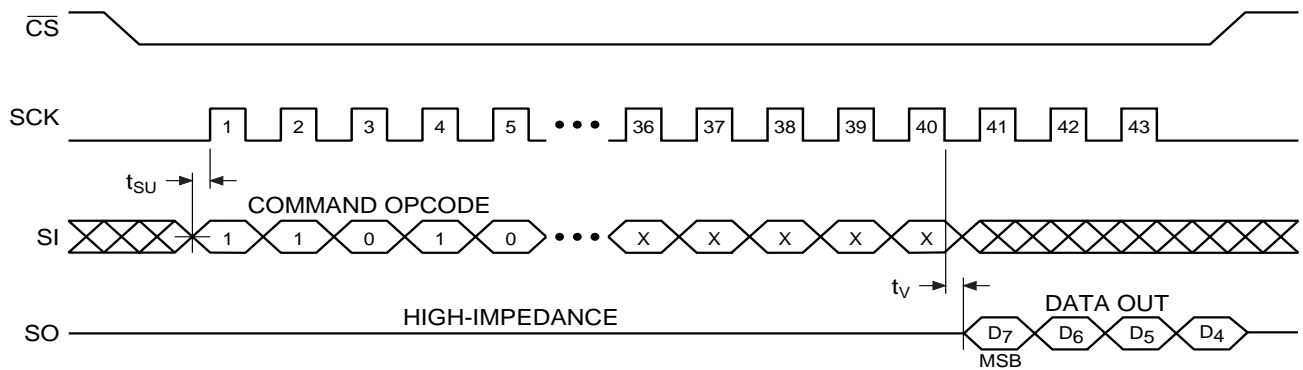 CS
SCK 1 2 3 4 5 ••• 36 37 38 39 40 41 42 43
tSU
COMMAND OPCODE
SI 1 1 0 1 0 ••• X X X X X
tV
DATA OUT
HIGH-IMPEDANCE
SO D7 D6 D5 D4
MSB